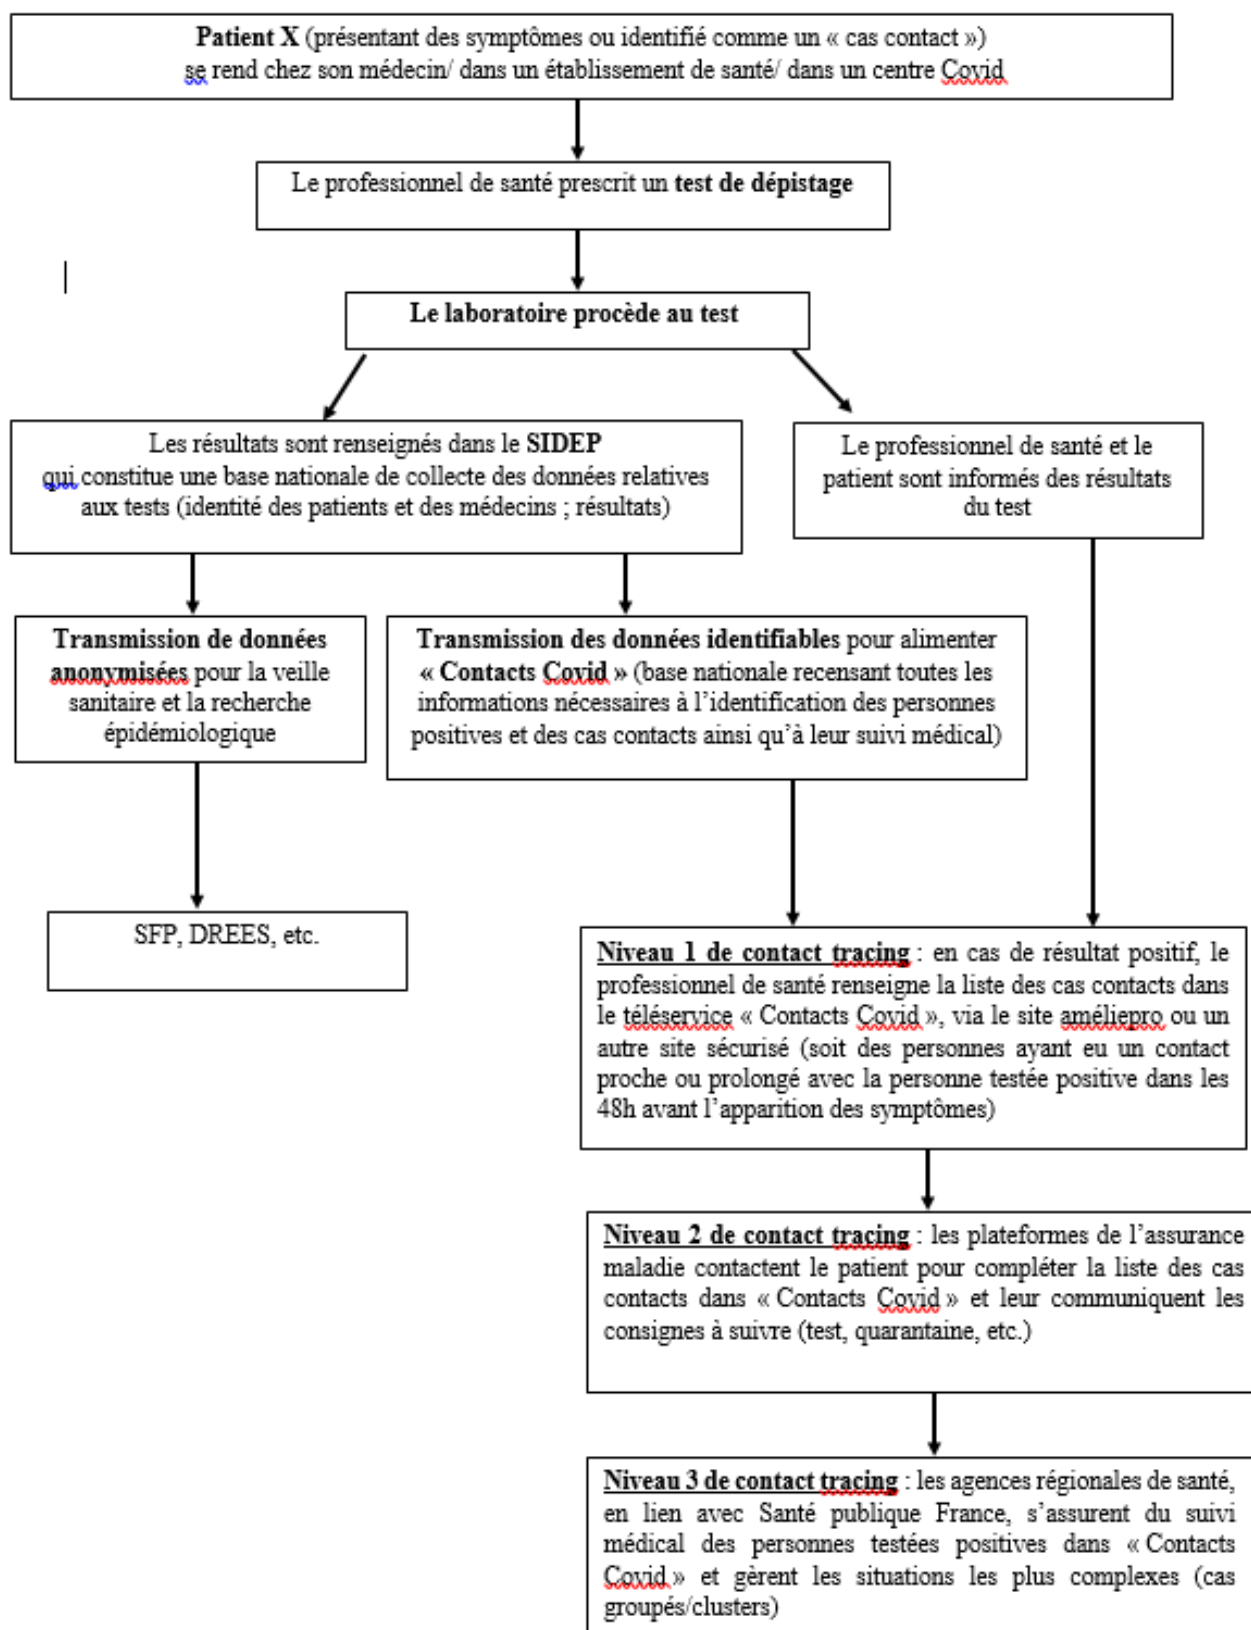 Patient X (présentant des symptômes ou identifié comme un « cas contact »)
se rend chez son médecin/ dans un établissement de santé/ dans un centre Covid
Le professionnel de santé prescrit un test de dépistage
Le laboratoire procède au test
Les résultats sont renseignés dans le SIDEP
qui constitue une base nationale de collecte des données relatives
aux tests (identité des patients et des médecins ; résultats)
Le professionnel de santé et le
patient sont informés des résultats
du test
Transmission de données
anonymisées pour la veille
sanitaire et la recherche
épidémiologique
Transmission des données identifiables pour alimenter
« Contacts Covid » (base nationale recensant toutes les
informations nécessaires à l’identification des personnes
positives et des cas contacts ainsi qu’à leur suivi médical)
SFP, DREES, etc.
Niveau 1 de contact tracing : en cas de résultat positif, le
professionnel de santé renseigne la liste des cas contacts dans
le téléservice « Contacts Covid », via le site améliepro ou un
autre site sécurisé (soit des personnes ayant eu un contact
proche ou prolongé avec la personne testée positive dans les
48h avant l’apparition des symptômes)
Niveau 2 de contact tracing : les plateformes de l’assurance
maladie contactent le patient pour compléter la liste des cas
contacts dans « Contacts Covid » et leur communiquent les
consignes à suivre (test, quarantaine, etc.)
Niveau 3 de contact tracing : les agences régionales de santé,
en lien avec Santé publique France, s’assurent du suivi
médical des personnes testées positives dans « Contacts
Covid » et gèrent les situations les plus complexes (cas
groupés/clusters)